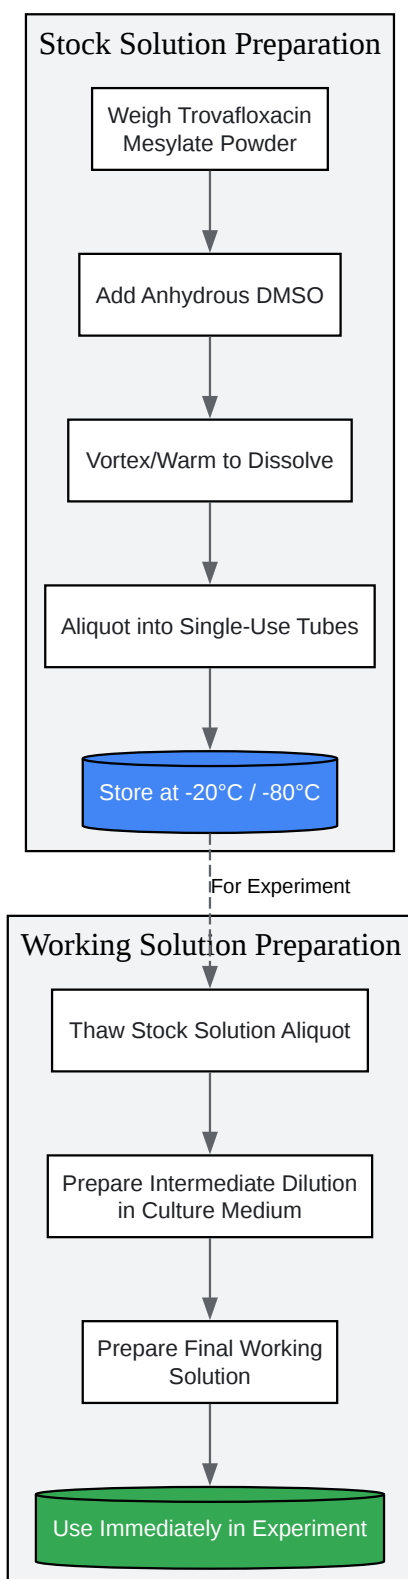 Stock Solution Preparation
Weigh Trovafloxacin
Mesylate Powder
Add Anhydrous DMSO
Vortex/Warm to Dissolve
Aliquot into Single-Use Tubes
Store at -20°C / -80°C
For Experiment
Working Solution Preparation
Thaw Stock Solution Aliquot
Prepare Intermediate Dilution
in Culture Medium
Prepare Final Working
Solution
Use Immediately in Experiment